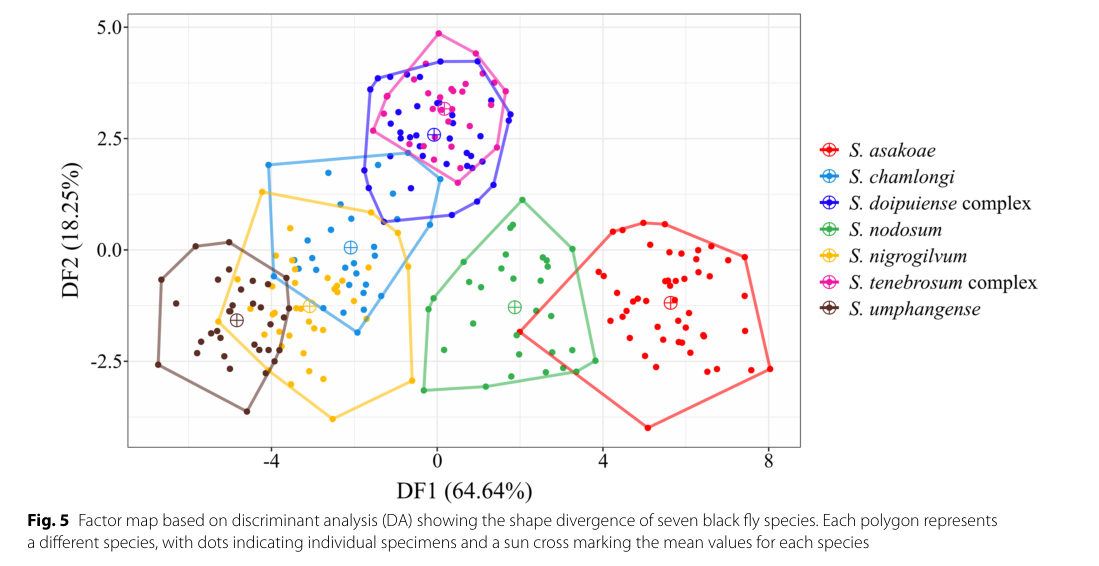 5.0
2.5
0.0
-2.5
DF2 (18.25%)
-4
0
4
8
DF1 (64.64%)
S. asakoae
S. chamlongi
S. doipuiense complex
S. nodosum
S. nigrogilvum
S. tenebrosum complex
S. umphangense
Fig. 5 Factor map based on discriminant analysis (DA) showing the shape divergence of seven black fly species. Each polygon represents
a different species, with dots indicating individual specimens and a sun cross marking the mean values for each species